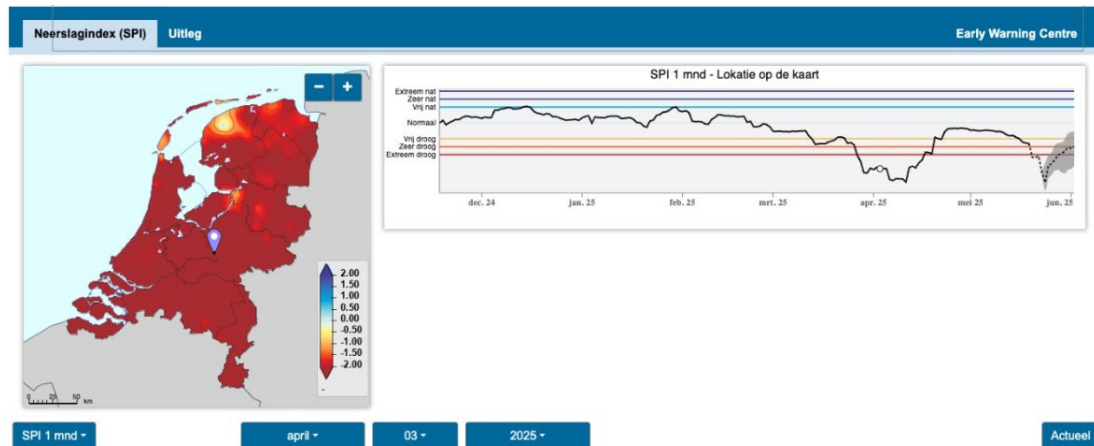 Neerslagindex (SPI) Uitleg Early Warning Centre
− +
2.00
1.50
1.00
0.50
0.00
-0.50
-1.00
-1.50
-2.00
-
0 25 50 km
SPI 1 mnd - Lokatie op de kaart
Extreem nat
Zeer nat
Vrij nat
Normaal
Vrij droog
Zeer droog
Extreem droog
dec. 24 jan. 25 feb. 25 mrt. 25 apr. 25 mei 25 jun. 25
SPI 1 mnd april 03 2025 Actueel